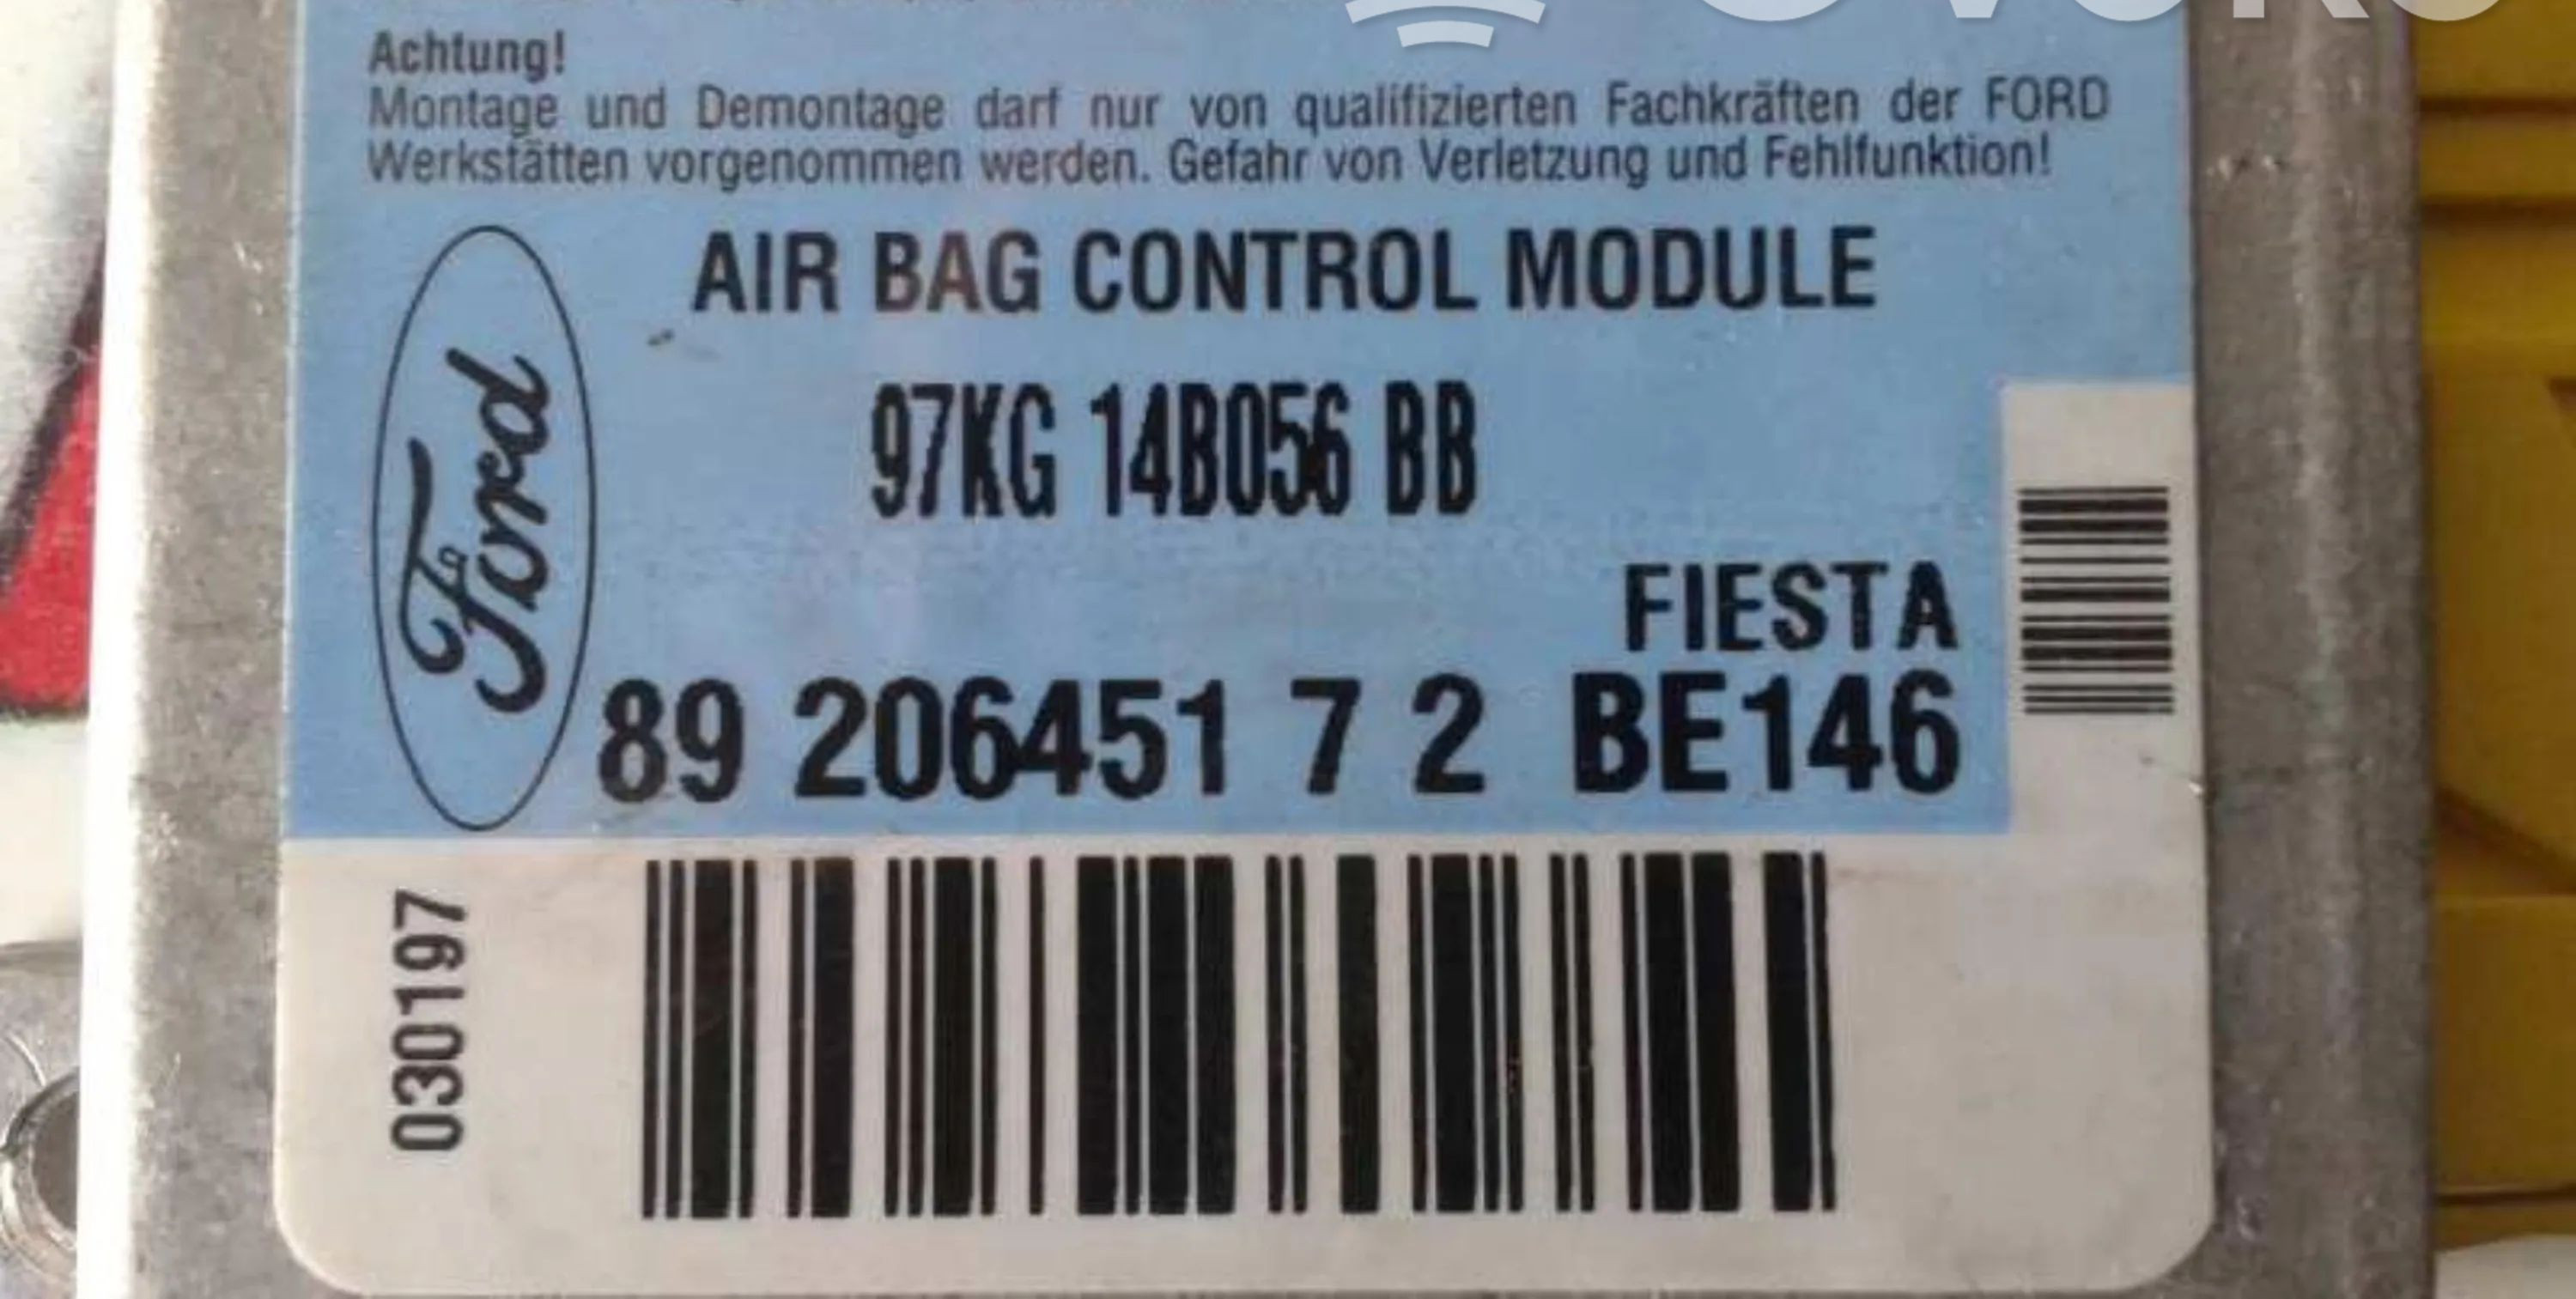 Achtung!
Montage und Demontage darf nur von qualifizierten Fachkräften der FORD
Werkstätten vorgenommen werden. Gefahr von Verletzung und Fehlfunktion!
AIR BAG CONTROL MODULE
Ford
97KG 14B056 BB
FIESTA
89 206451 7 2 BE146
030197